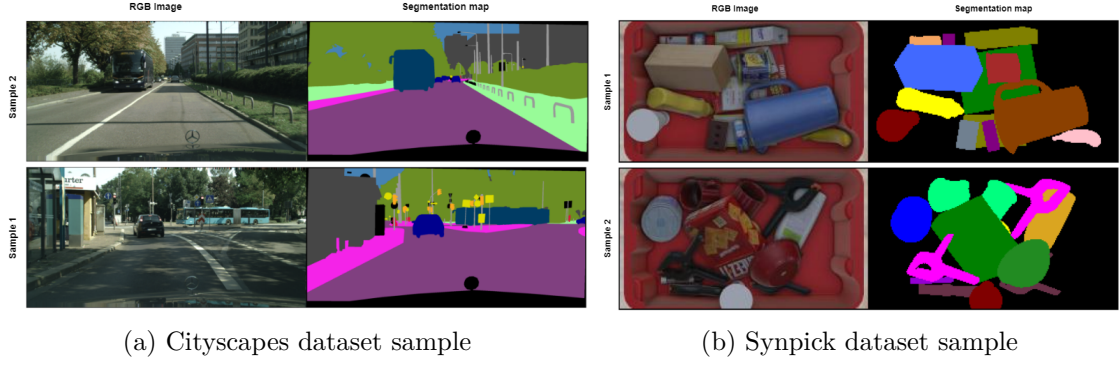 RGB Image
Segmentation map
RGB Image
Segmentation map
Sample 2
Sample 1
Sample 1
Sample 2
arter
(a) Cityscapes dataset sample
(b) Synpick dataset sample